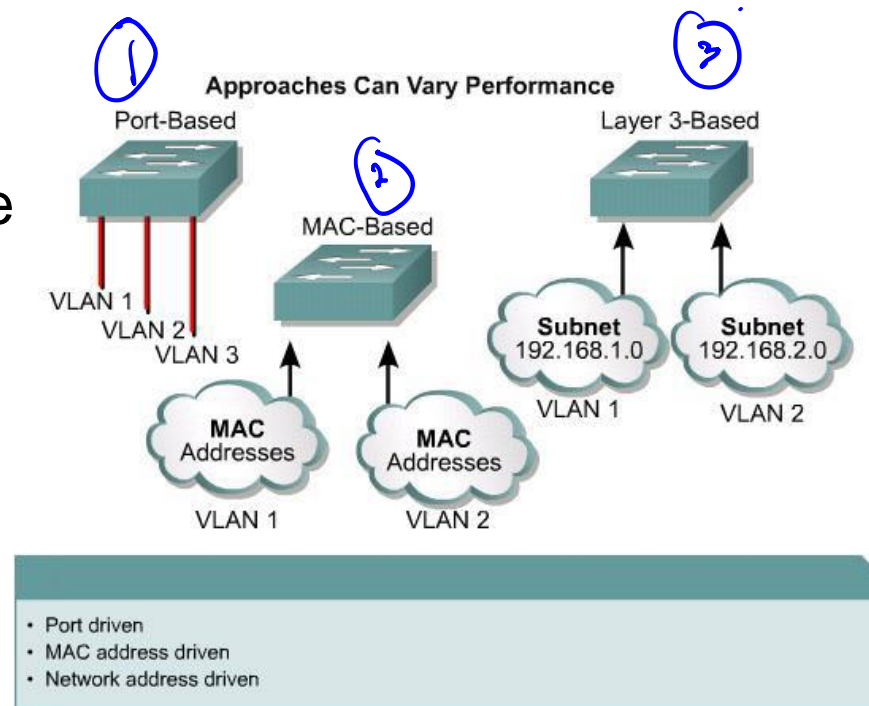 1
3
Approaches Can Vary Performance
Port-Based
Layer 3-Based
2
e
MAC-Based
VLAN 1
VLAN 2
VLAN 3
Subnet
192.168.1.0
Subnet
192.168.2.0
VLAN 1
VLAN 2
MAC
Addresses
MAC
Addresses
VLAN 1
VLAN 2
• Port driven
• MAC address driven
• Network address driven